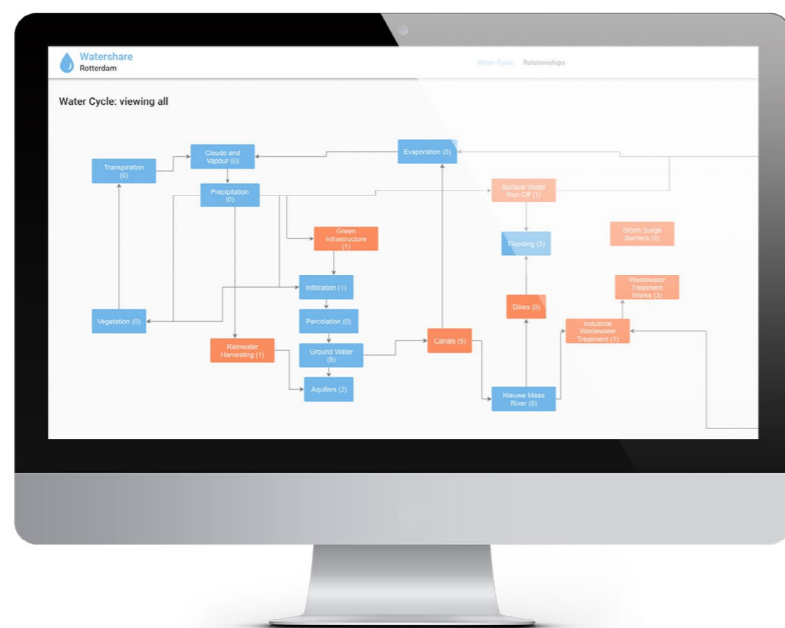 Watershare
Rotterdam
Water Cycle
Relationships
Water Cycle: viewing all
Clouds and
Vapour (0)
Evaporation (0)
Transpiration
(0)
Precipitation
(0)
Surface Water
Run Off (1)
Green
Infrastructure
(1)
Flooding (5)
Storm Surge
Barriers (0)
Infiltration (1)
Wastewater
Treatment
Works (3)
Dikes (0)
Vegetation (0)
Percolation (0)
Industrial
Wastewater
Treatment (1)
Rainwater
Harvesting (1)
Ground Water
Canals (5)
Aquifers (2)
Nieuwe Maas
River (0)